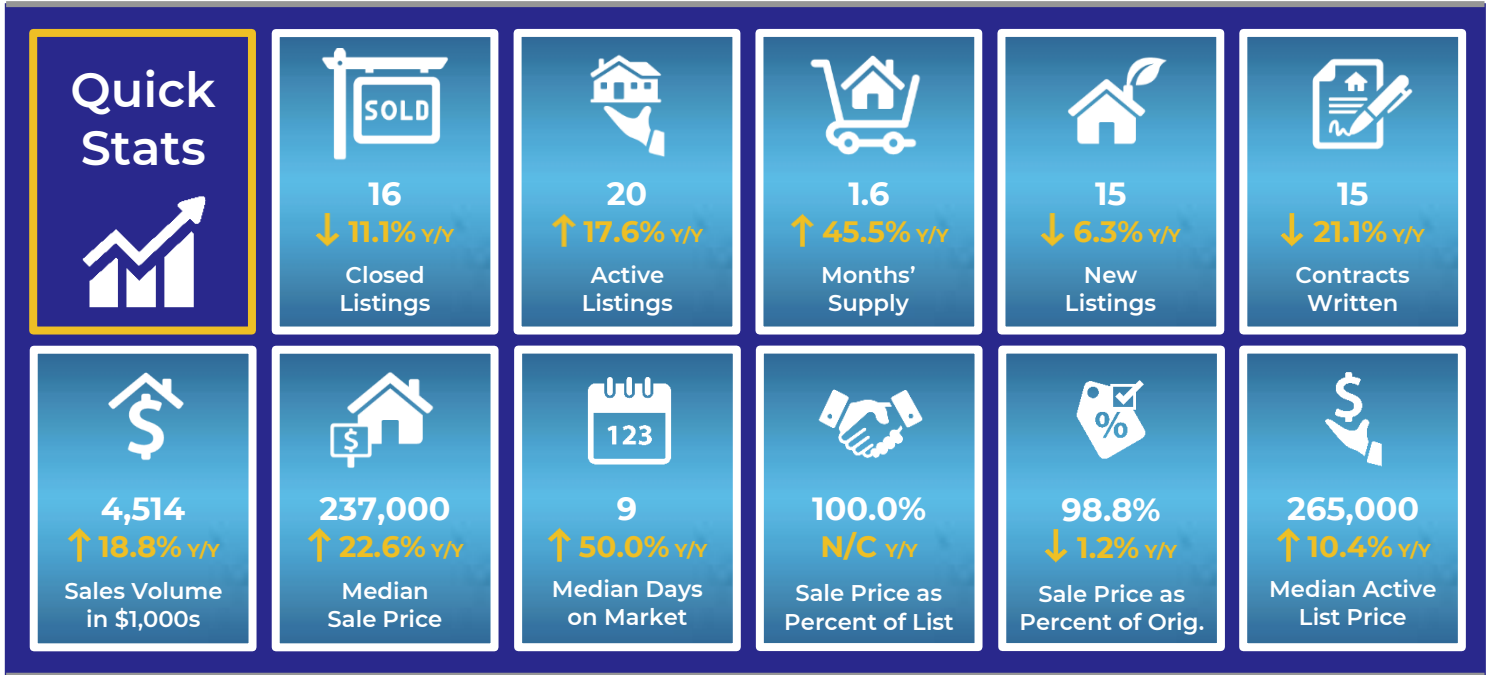 Quick
Stats
SOLD
16
↓ 11.1% Y/Y
Closed
Listings
20
↑ 17.6% Y/Y
Active
Listings
1.6
↑ 45.5% Y/Y
Months’
Supply
15
↓ 6.3% Y/Y
New
Listings
15
↓ 21.1% Y/Y
Contracts
Written
$
4,514
↑ 18.8% Y/Y
Sales Volume
in $1,000s
$
237,000
↑ 22.6% Y/Y
Median
Sale Price
123
9
↑ 50.0% Y/Y
Median Days
on Market
100.0%
N/C Y/Y
Sale Price as
Percent of List
%
98.8%
↓ 1.2% Y/Y
Sale Price as
Percent of Orig.
$
265,000
↑ 10.4% Y/Y
Median Active
List Price